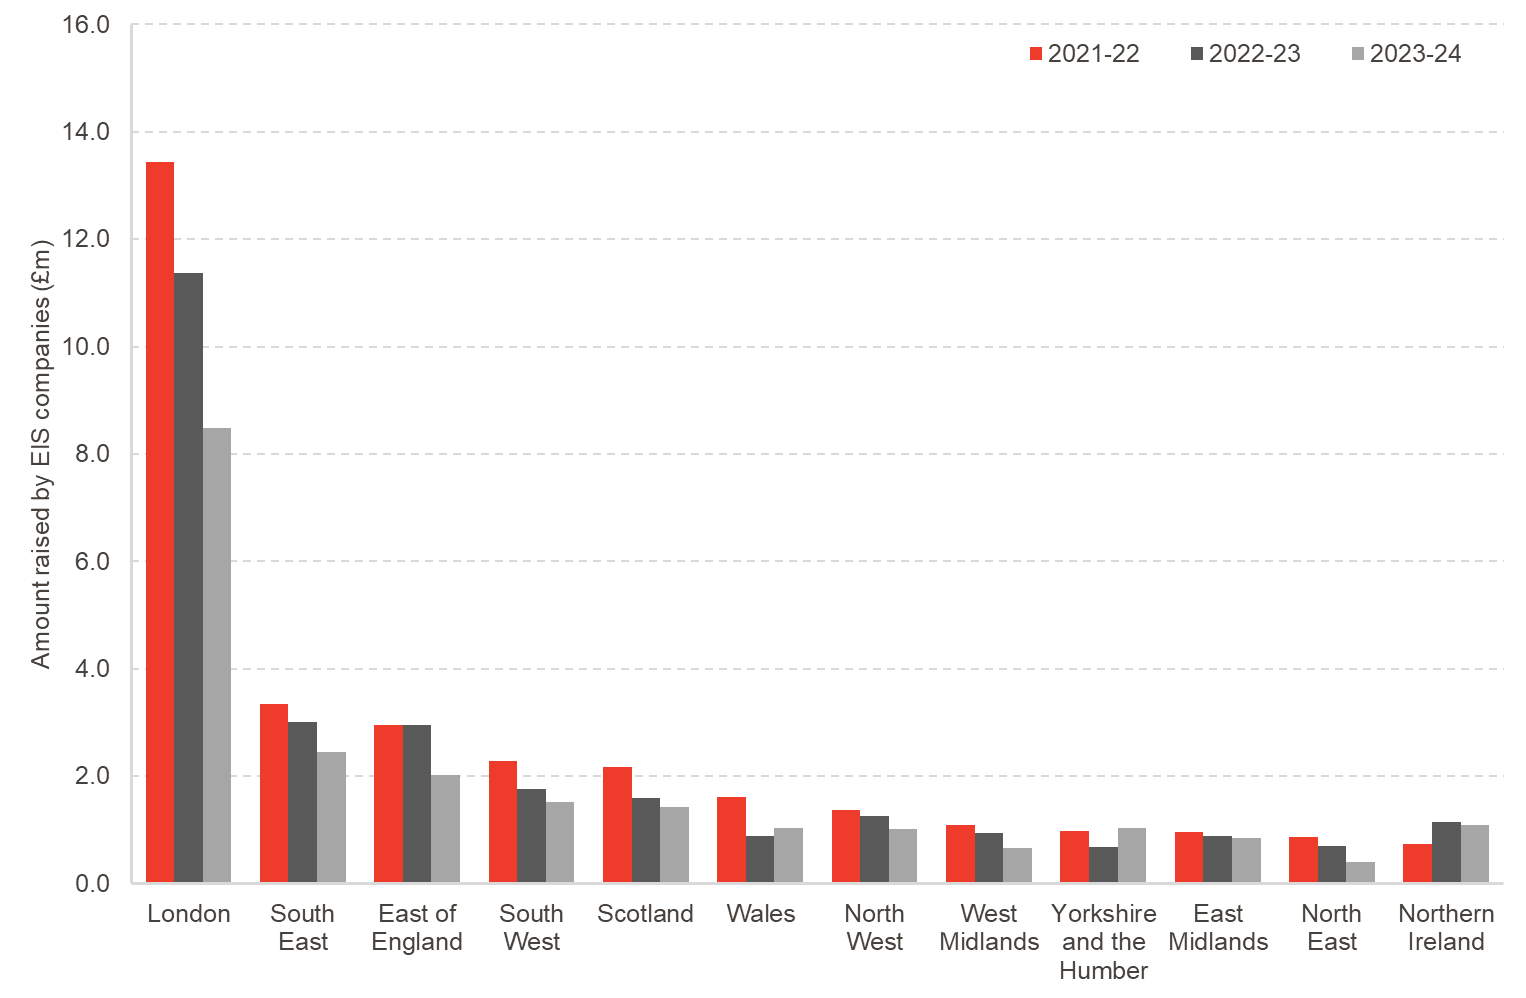 16.0
14.0
12.0
10.0
8.0
6.0
4.0
2.0
0.0
Amount raised by EIS companies (£m)
2021-22
2022-23
2023-24
London
South
East
East of
England
South
West
Scotland
Wales
North
West
West
Midlands
Yorkshire
and the
Humber
East
Midlands
North
East
Northern
Ireland